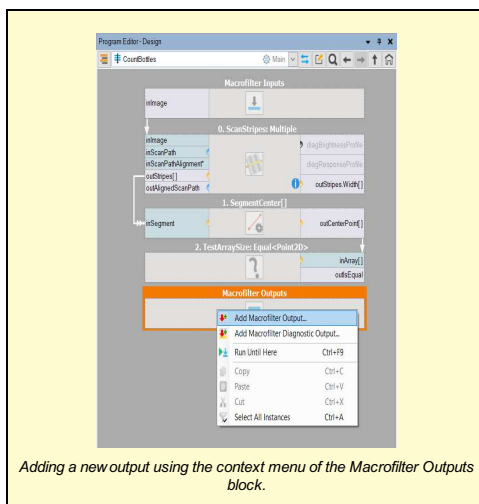 Program Editor - Design
CountBottles
Main
Macrofilter Inputs
inImage
0. ScanStripes: Multiple
inImage
diagBrightnessProfile
inScanPath
inScanPathAlignment*
diagResponseProfile
outStripes[]
outStripes.Width[]
outAlignedScanPath
1. SegmentCenter[]
inSegment
outCenterPoint[]
2. TestArraySize: Equal<Point2D>
inArray[]
outIsEqual
Macrofilter Outputs
Add Macrofilter Output...
Add Macrofilter Diagnostic Output...
Run Until Here Ctrl+F9
Copy Ctrl+C
Paste Ctrl+V
Cut Ctrl+X
Select All Instances Ctrl+A
Adding a new output using the context menu of the Macrofilter Outputs
block.